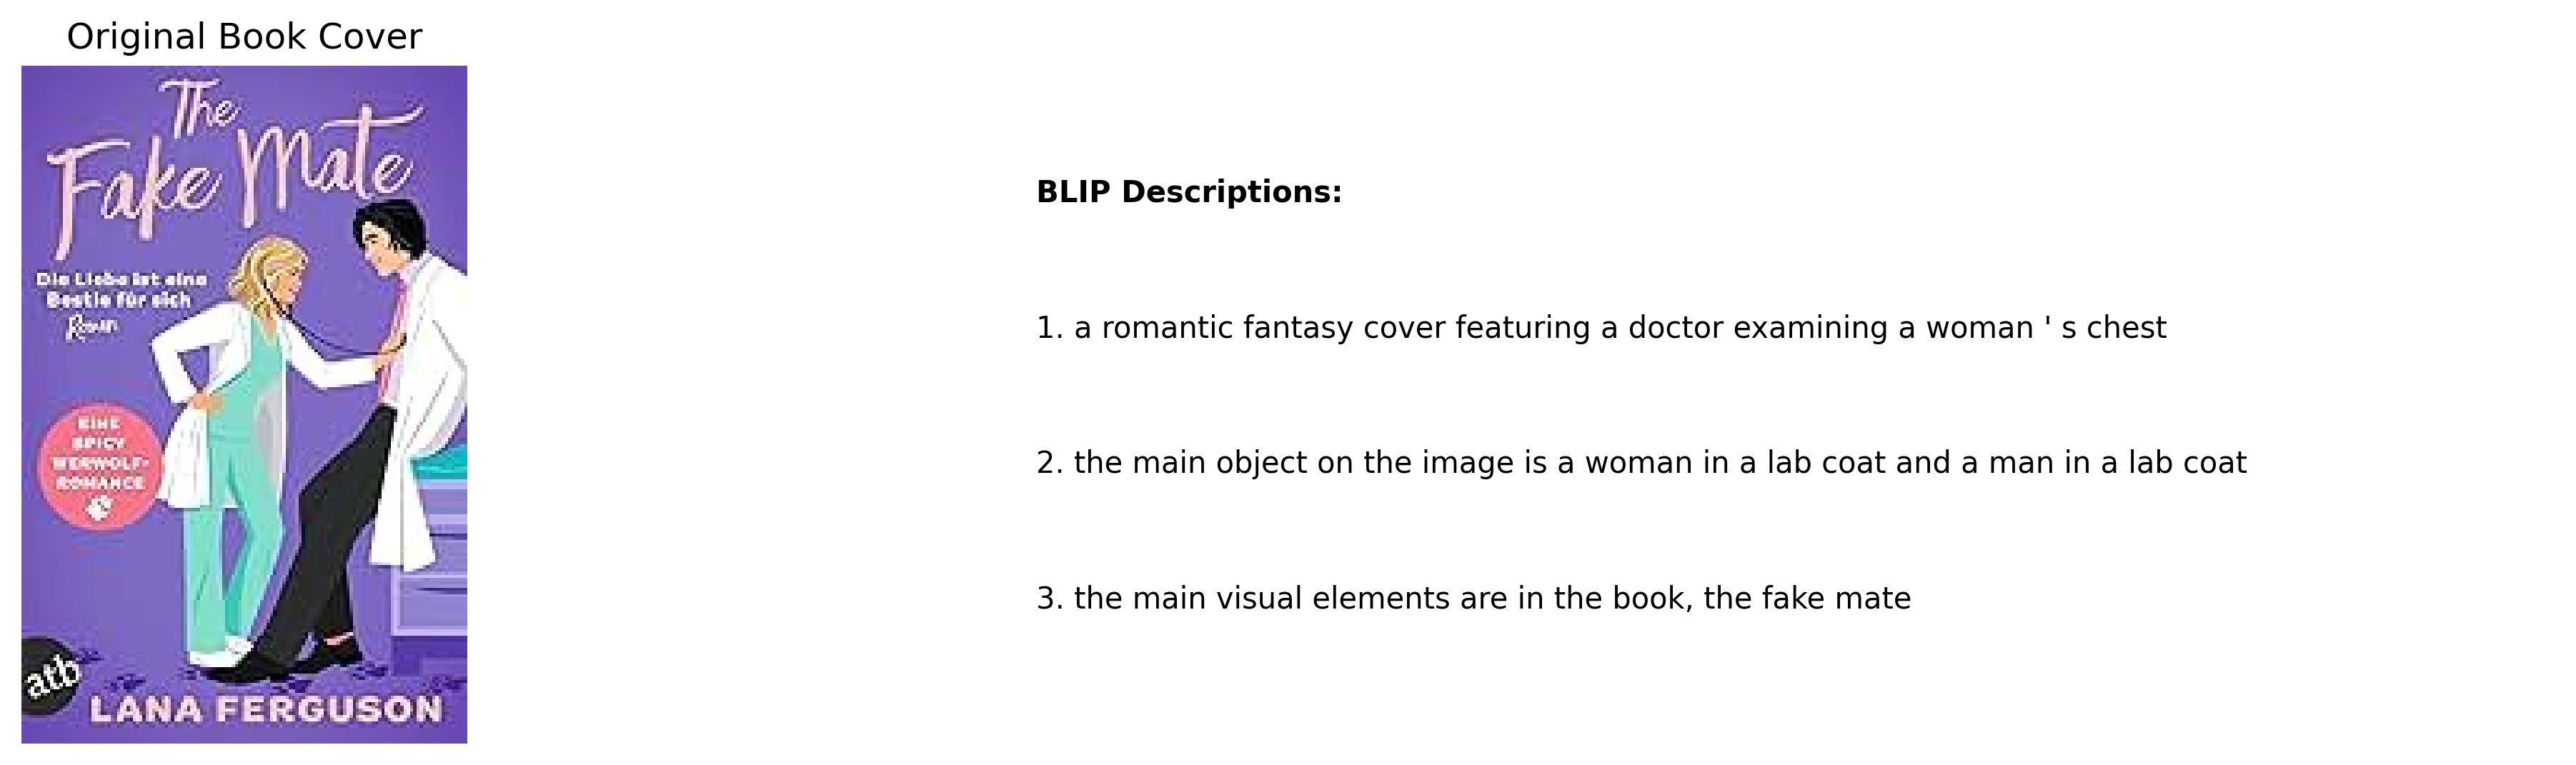 Original Book Cover
The
Fake Mate
Die Liebe ist eine
Bestie für sich
Roman
EINE
SPICY
WERWOLF-
ROMANCE
atb
LANA FERGUSON
BLIP Descriptions:
1. a romantic fantasy cover featuring a doctor examining a woman ' s chest
2. the main object on the image is a woman in a lab coat and a man in a lab coat
3. the main visual elements are in the book, the fake mate